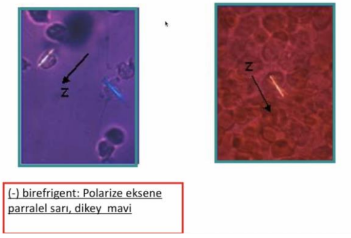 z
z
(-) birefrigent: Polarize eksene
parralel sarı, dikey mavi